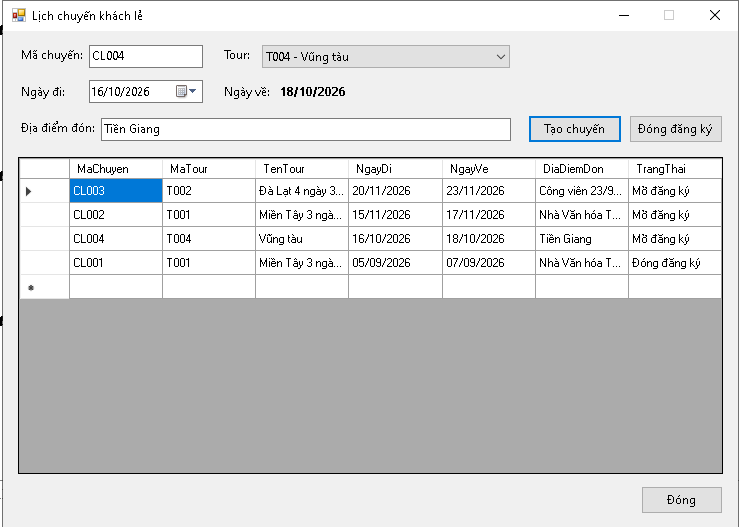 Lịch chuyến khách lẻ
Mã chuyến: CL004 Tour: T004 - Vũng tàu
Ngày đi: 16/10/2026 Ngày về: 18/10/2026
Địa điểm đón: Tiền Giang Tạo chuyến Đóng đăng ký
MaChuyen MaTour TenTour NgayDi NgayVe DiaDiemDon TrangThai
CL003 T002 Đà Lạt 4 ngày 3... 20/11/2026 23/11/2026 Công viên 23/9... Mở đăng ký
CL002 T001 Miền Tây 3 ngà... 15/11/2026 17/11/2026 Nhà Văn hóa T... Mở đăng ký
CL004 T004 Vũng tàu 16/10/2026 18/10/2026 Tiền Giang Mở đăng ký
CL001 T001 Miền Tây 3 ngà... 05/09/2026 07/09/2026 Nhà Văn hóa T... Đóng đăng ký
Đóng